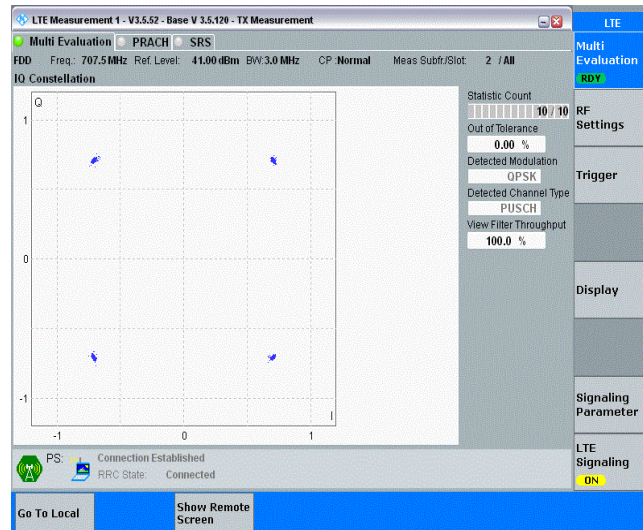 LTE Measurement 1 - V3.5.52 - Base V 3.5.120 - TX Measurement
LTE
Multi Evaluation PRACH SRS
Multi
Evaluation
RDY
FDD Freq.: 707.5 MHz Ref. Level: 41.00 dBm BW: 3.0 MHz CP : Normal Meas Subfr./Slot: 2 / All
IQ Constellation
Q
1
0
-1
I
-1 0 1
Statistic Count
10 / 10
Out of Tolerance
0.00 %
Detected Modulation
QPSK
Detected Channel Type
PUSCH
View Filter Throughput
100.0 %
RF
Settings
Trigger
Display
Signaling
Parameter
LTE
Signaling
ON
PS: Connection Established
RRC State: Connected
Go To Local
Show Remote
Screen